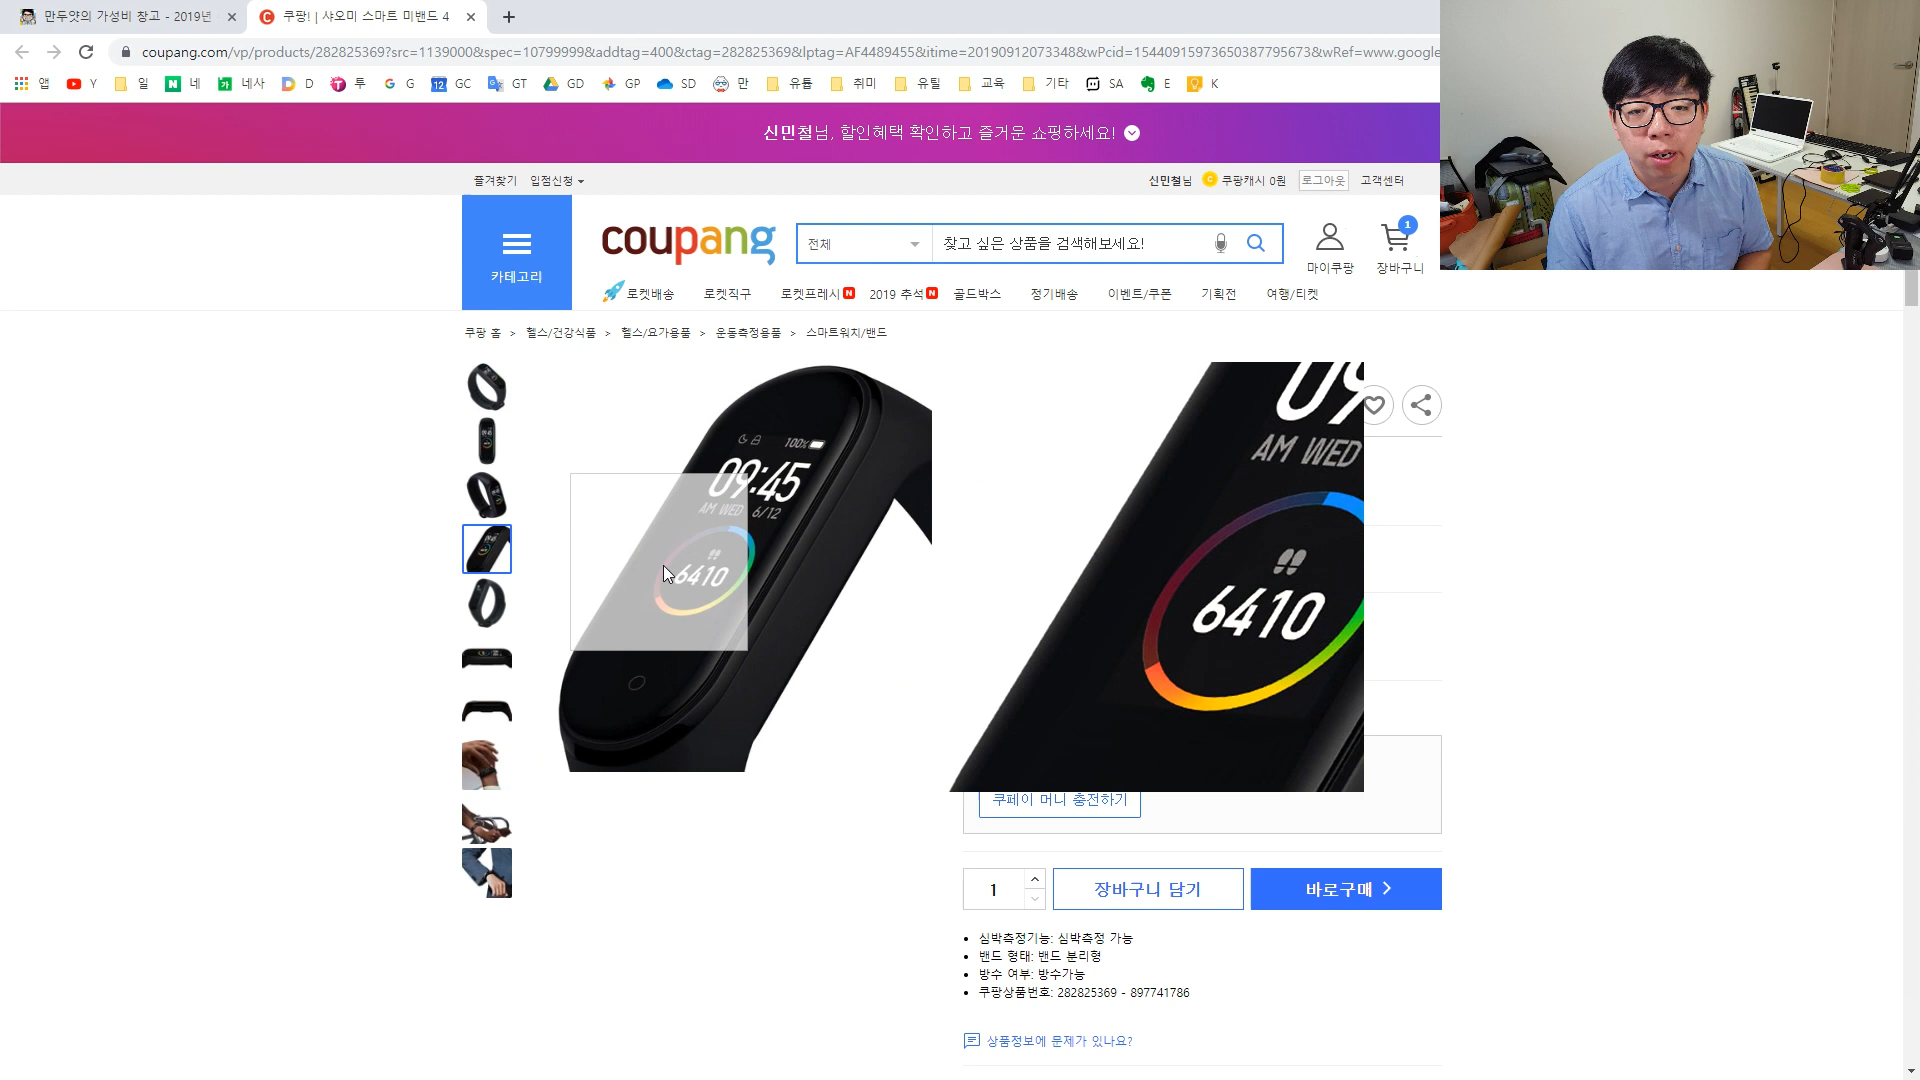 만두얏의 가성비 창고 - 2019년
쿠팡! | 샤오미 스마트 미밴드 4
coupang.com/vp/products/282825369?src=1139000&spec=10799999&addtag=400&ctag=282825369&lptag=AF4489455&itime=20190912073348&wPcid=15440915973650387795673&wRef=www.google
앱 Y 일 네 네사 D 투 G GC GT GD GP SD 만 유튭 취미 유틸 교육 기타 SA E K
신민철님, 할인혜택 확인하고 즐거운 쇼핑하세요!
즐겨찾기 입점신청 신민철님 쿠팡캐시 0원 로그아웃 고객센터
카테고리
coupang
전체 찾고 싶은 상품을 검색해보세요!
1
마이쿠팡 장바구니
로켓배송 로켓직구 로켓프레시 N 2019 추석 N 골드박스 정기배송 이벤트/쿠폰 기획전 여행/티켓
쿠팡 홈 > 헬스/건강식품 > 헬스/요가용품 > 운동측정용품 > 스마트워치/밴드
100%
09:45
AM WED 6/12
6410
09
AM WED
6410
쿠페이 머니 충전하기
1 장바구니 담기 바로구매 >
• 심박측정기능: 심박측정 가능
• 밴드 형태: 밴드 분리형
• 방수 여부: 방수가능
• 쿠팡상품번호: 282825369 - 897741786
상품정보에 문제가 있나요?